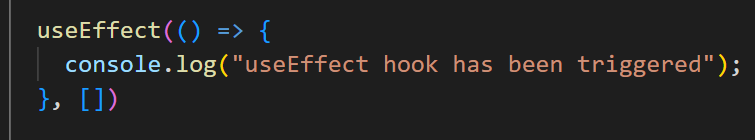 useEffect(() => {
  console.log("useEffect hook has been triggered");
}, [])